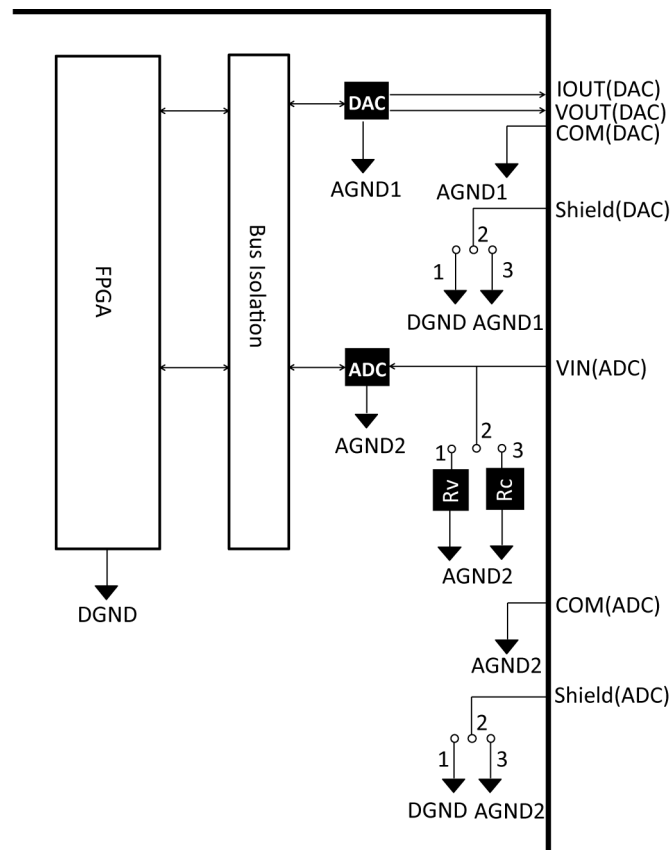 IOUT(DAC)
DAC
VOUT(DAC)
COM(DAC)
AGND1
AGND1
Shield(DAC)
2
1
3
DGND
AGND1
FPGA
Bus Isolation
ADC
VIN(ADC)
AGND2
2
1
3
Rv
Rc
AGND2
DGND
COM(ADC)
AGND2
Shield(ADC)
2
1
3
DGND
AGND2